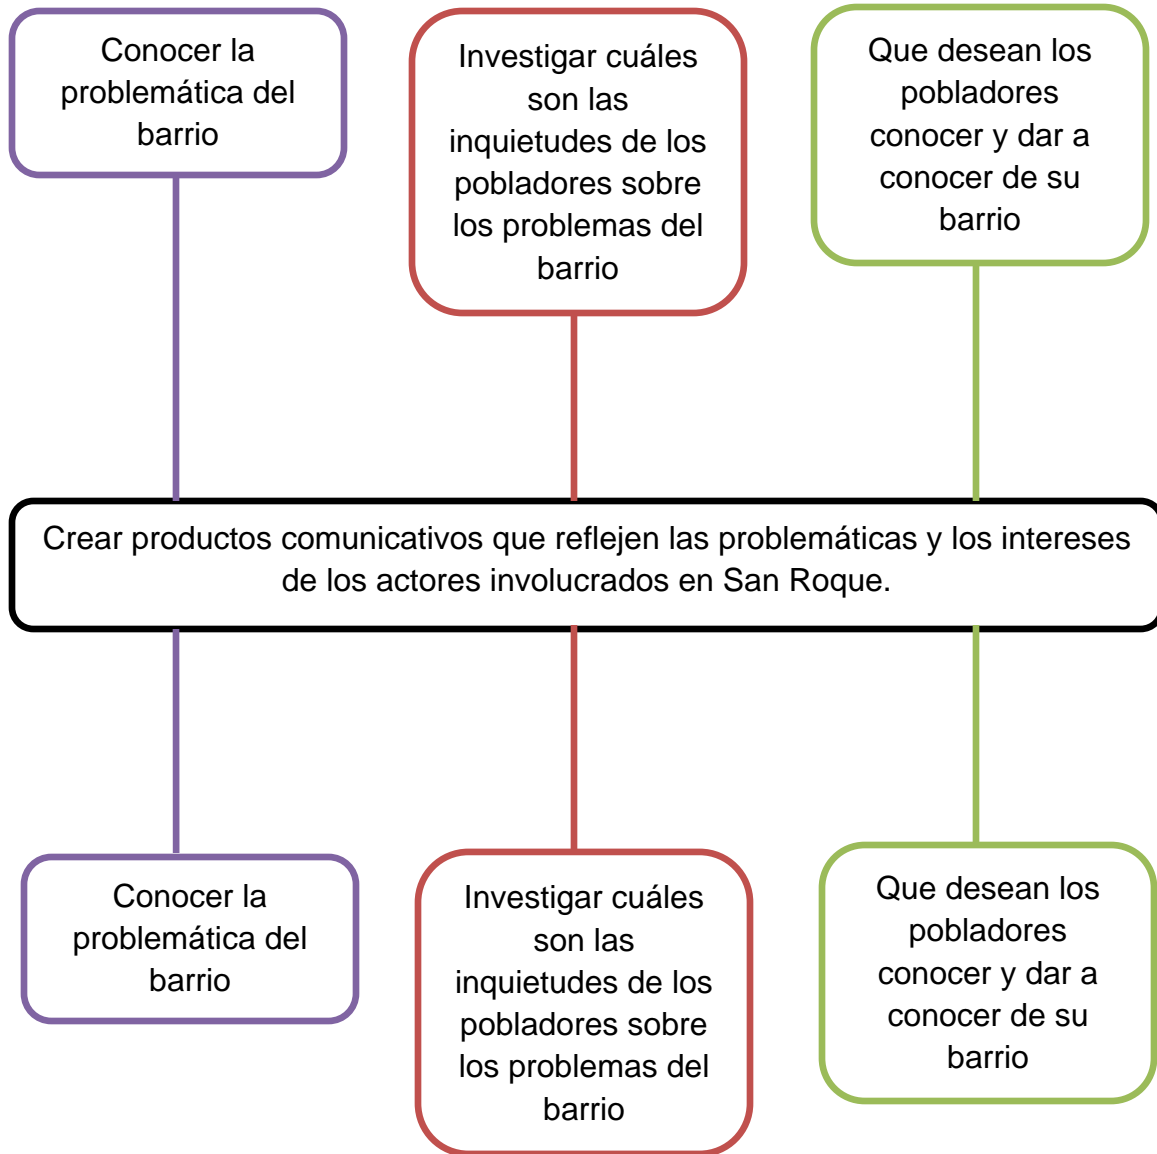 Conocer la
problemática del
barrio
Investigar cuáles
son las
inquietudes de los
pobladores sobre
los problemas del
barrio
Que desean los
pobladores
conocer y dar a
conocer de su
barrio
Crear productos comunicativos que reflejen las problemáticas y los intereses
de los actores involucrados en San Roque.
Conocer la
problemática del
barrio
Investigar cuáles
son las
inquietudes de los
pobladores sobre
los problemas del
barrio
Que desean los
pobladores
conocer y dar a
conocer de su
barrio